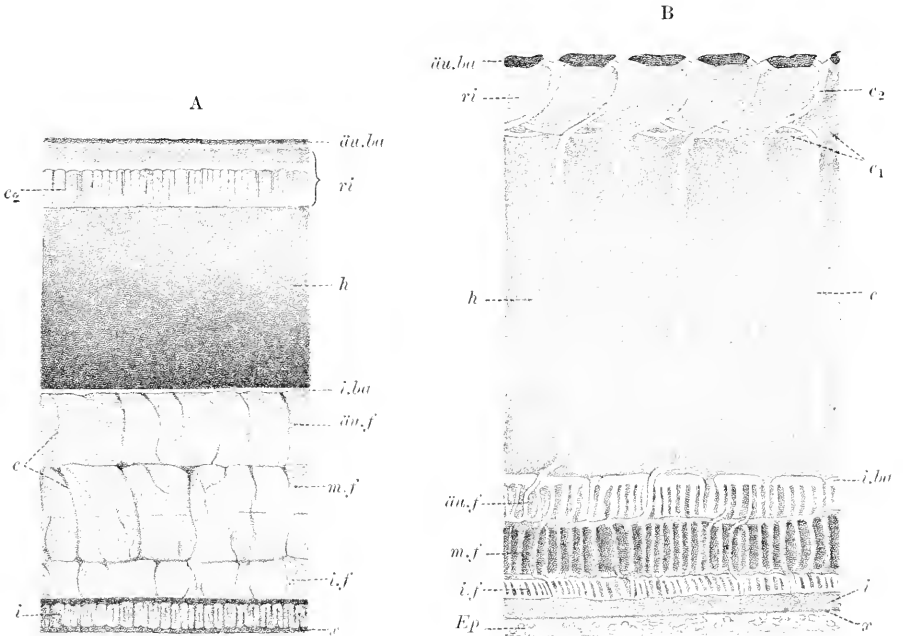 B
äu.ba
ri
c₂
A
äu.ba
c₁
c₂
ri
h
h
c
i.ba
äu.f
i.ba
c
m.f
äu.f
m.f
i.f
i.f
i
i
x
Ep